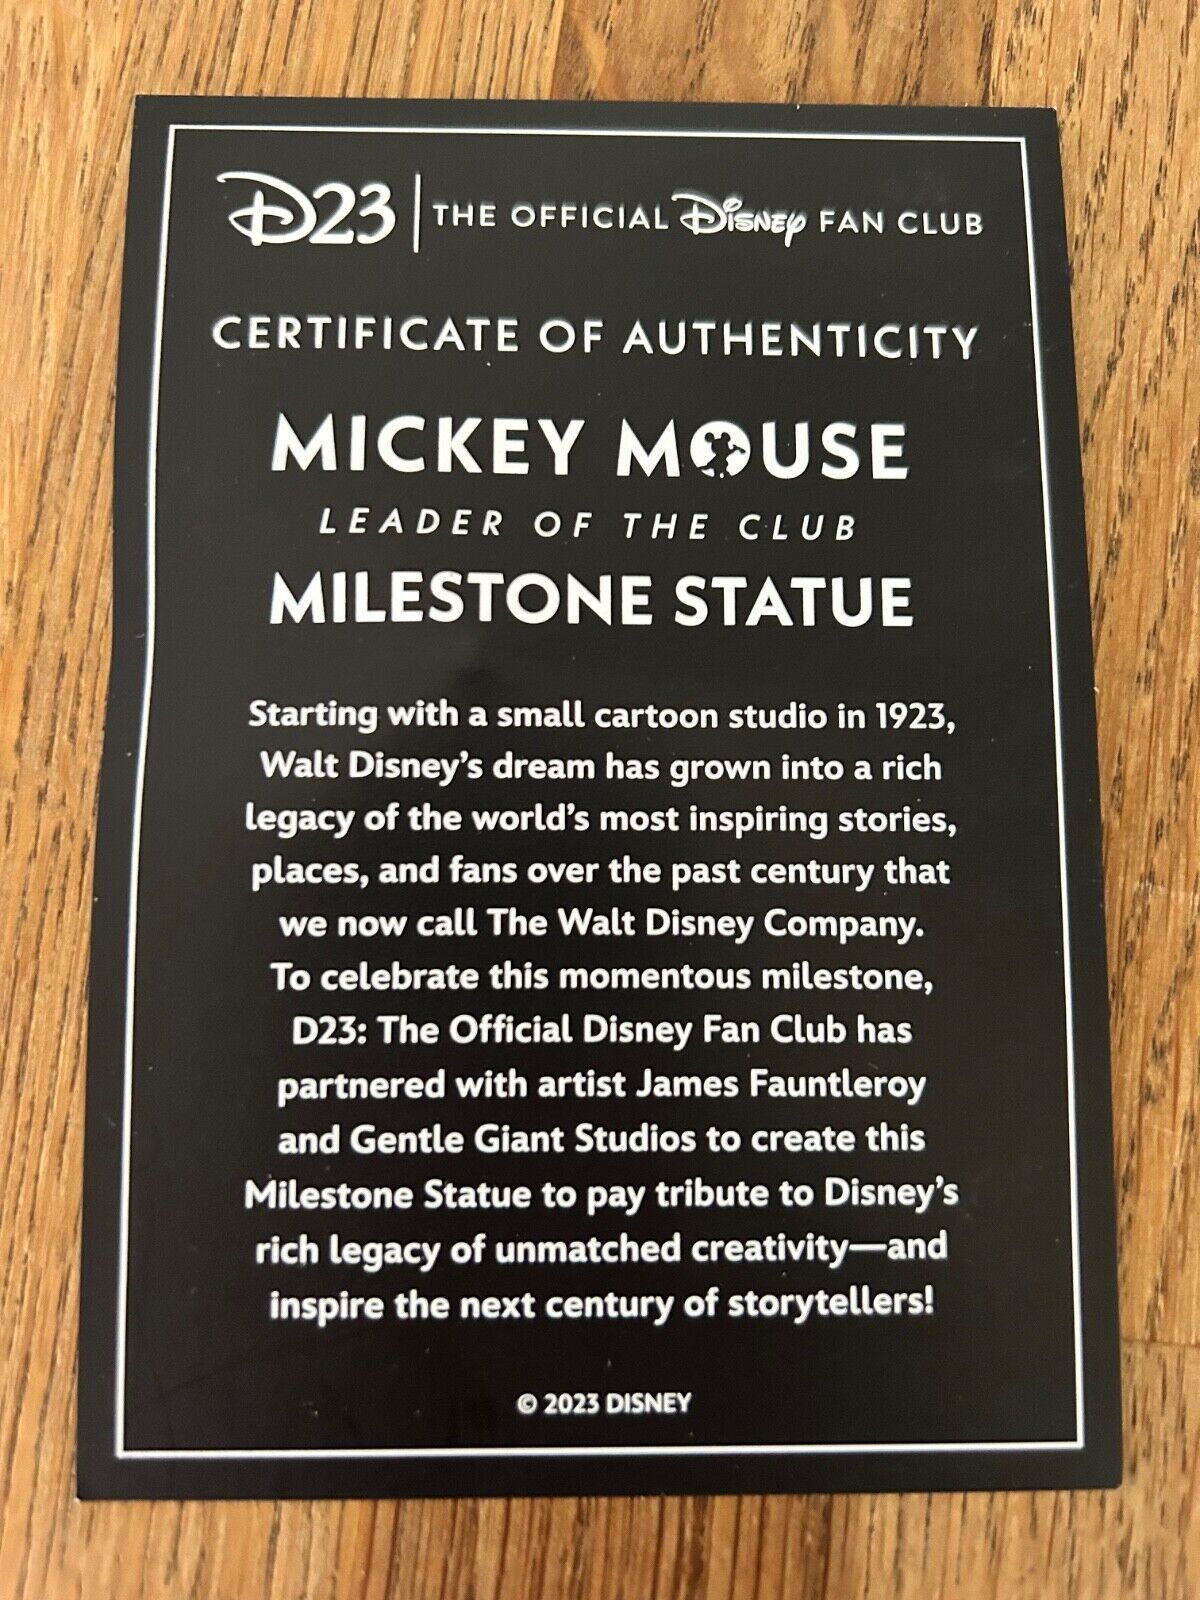 D23 | THE OFFICIAL Disney FAN CLUB
CERTIFICATE OF AUTHENTICITY
MICKEY MOUSE
LEADER OF THE CLUB
MILESTONE STATUE
Starting with a small cartoon studio in 1923,
Walt Disney's dream has grown into a rich
legacy of the world's most inspiring stories,
places, and fans over the past century that
we now call The Walt Disney Company.
To celebrate this momentous milestone,
D23: The Official Disney Fan Club has
partnered with artist James Fauntleroy
and Gentle Giant Studios to create this
Milestone Statue to pay tribute to Disney's
rich legacy of unmatched creativity—and
inspire the next century of storytellers!
© 2023 DISNEY